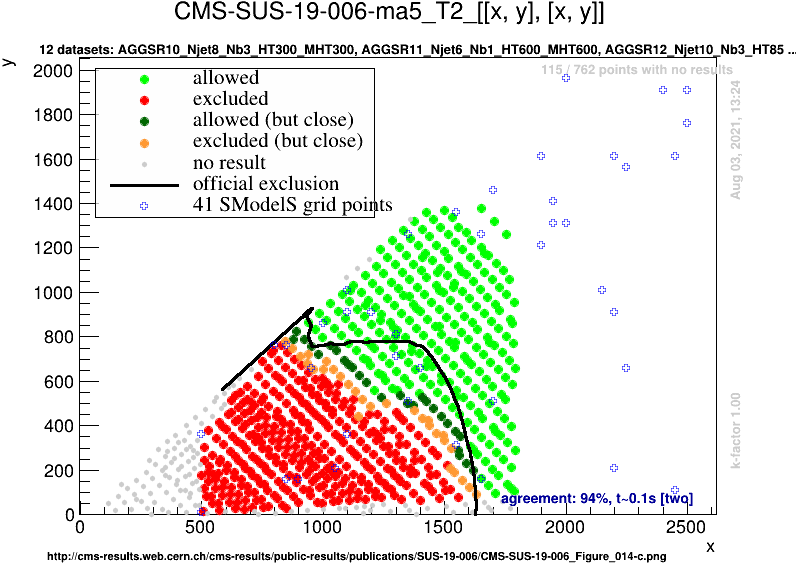 CMS-SUS-19-006-ma5_T2_[[x, y], [x, y]]
12 datasets: AGGSR10_Njet8_Nb3_HT300_MHT300, AGGSR11_Njet6_Nb1_HT600_MHT600, AGGSR12_Njet10_Nb3_HT85 ...
y
115 / 762 points with no results
allowed
excluded
allowed (but close)
excluded (but close)
no result
official exclusion
41 SModelS grid points
Aug 03, 2021, 13:24
k-factor 1.00
2000
1800
1600
1400
1200
1000
800
600
400
200
0
agreement: 94%, t~0.1s [two]
0 500 1000 1500 2000 2500
x
http://cms-results.web.cern.ch/cms-results/public-results/publications/SUS-19-006/CMS-SUS-19-006_Figure_014-c.png